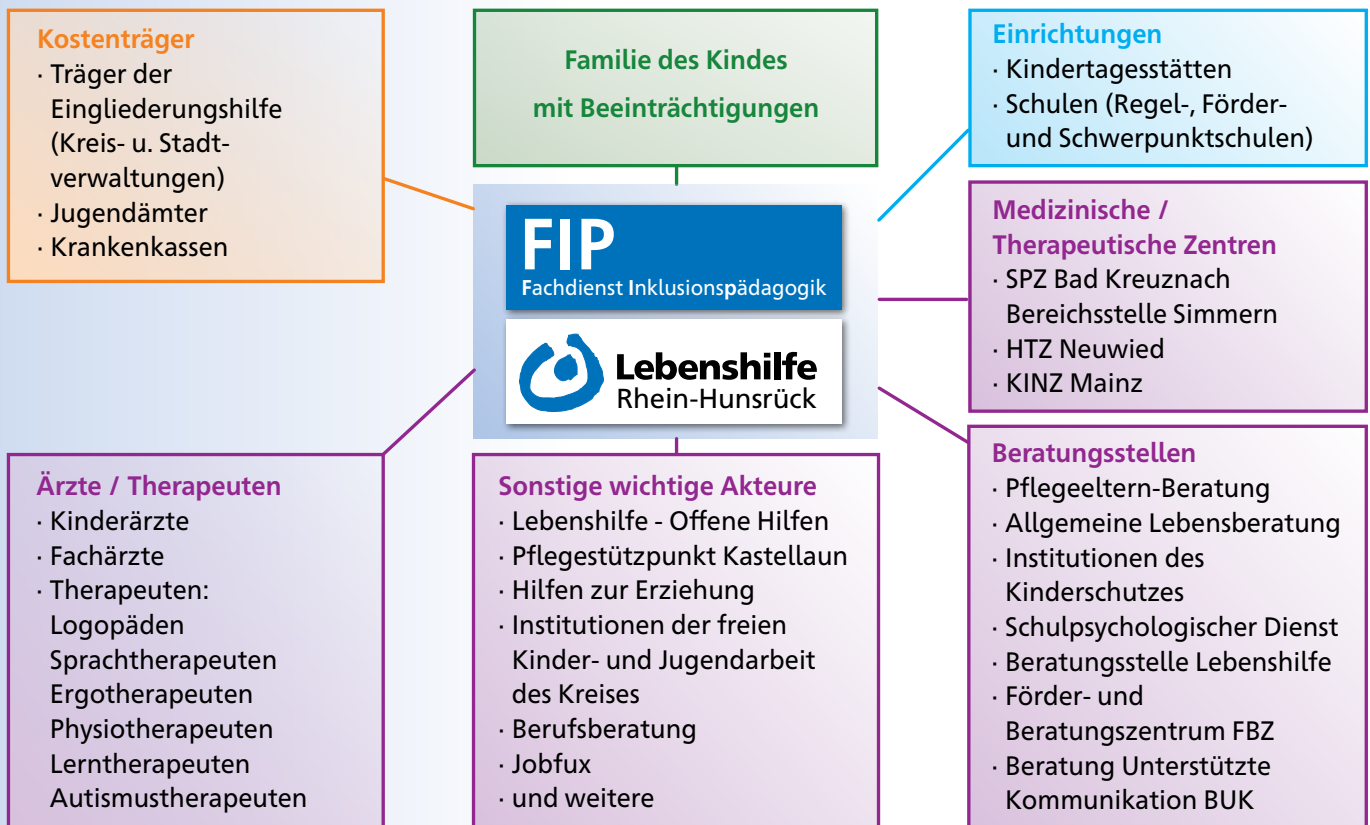 Kostenträger
· Träger der
Eingliederungshilfe
(Kreis- u. Stadt-
verwaltungen)
· Jugendämter
· Krankenkassen
Familie des Kindes
mit Beeinträchtigungen
Einrichtungen
· Kindertagesstätten
· Schulen (Regel-, Förder-
und Schwerpunktschulen)
FIP
Fachdienst Inklusionspädagogik
Lebenshilfe
Rhein-Hunsrück
Medizinische /
Therapeutische Zentren
· SPZ Bad Kreuznach
Bereichsstelle Simmern
· HTZ Neuwied
· KINZ Mainz
Ärzte / Therapeuten
· Kinderärzte
· Fachärzte
· Therapeuten:
Logopäden
Sprachtherapeuten
Ergotherapeuten
Physiotherapeuten
Lerntherapeuten
Autismustherapeuten
Sonstige wichtige Akteure
· Lebenshilfe - Offene Hilfen
· Pflegestützpunkt Kastellaun
· Hilfen zur Erziehung
· Institutionen der freien
Kinder- und Jugendarbeit
des Kreises
· Berufsberatung
· Jobfux
· und weitere
Beratungsstellen
· Pflegeeltern-Beratung
· Allgemeine Lebensberatung
· Institutionen des
Kinderschutzes
· Schulpsychologischer Dienst
· Beratungsstelle Lebenshilfe
· Förder- und
Beratungszentrum FBZ
· Beratung Unterstützte
Kommunikation BUK